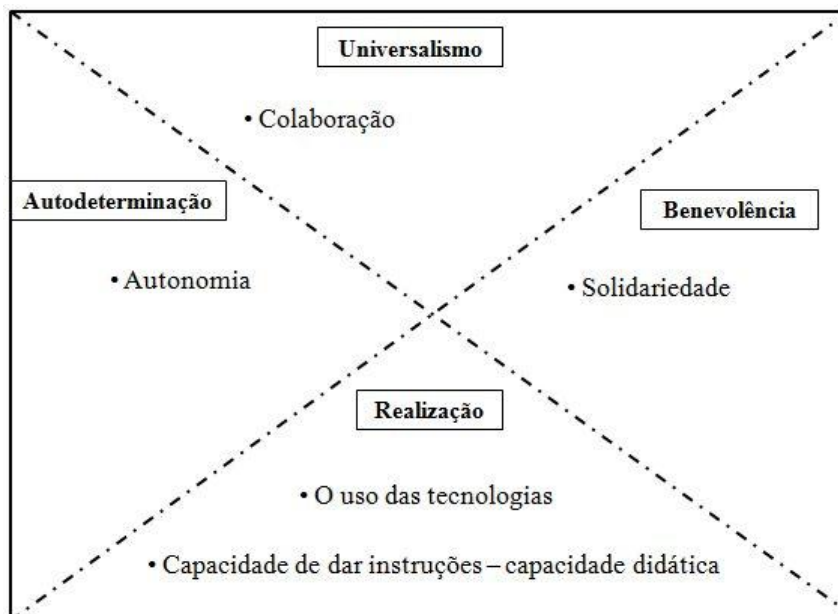 Universalismo
• Colaboração
Autodeterminação
Benevolência
• Autonomia
• Solidariedade
Realização
• O uso das tecnologias
• Capacidade de dar instruções – capacidade didática